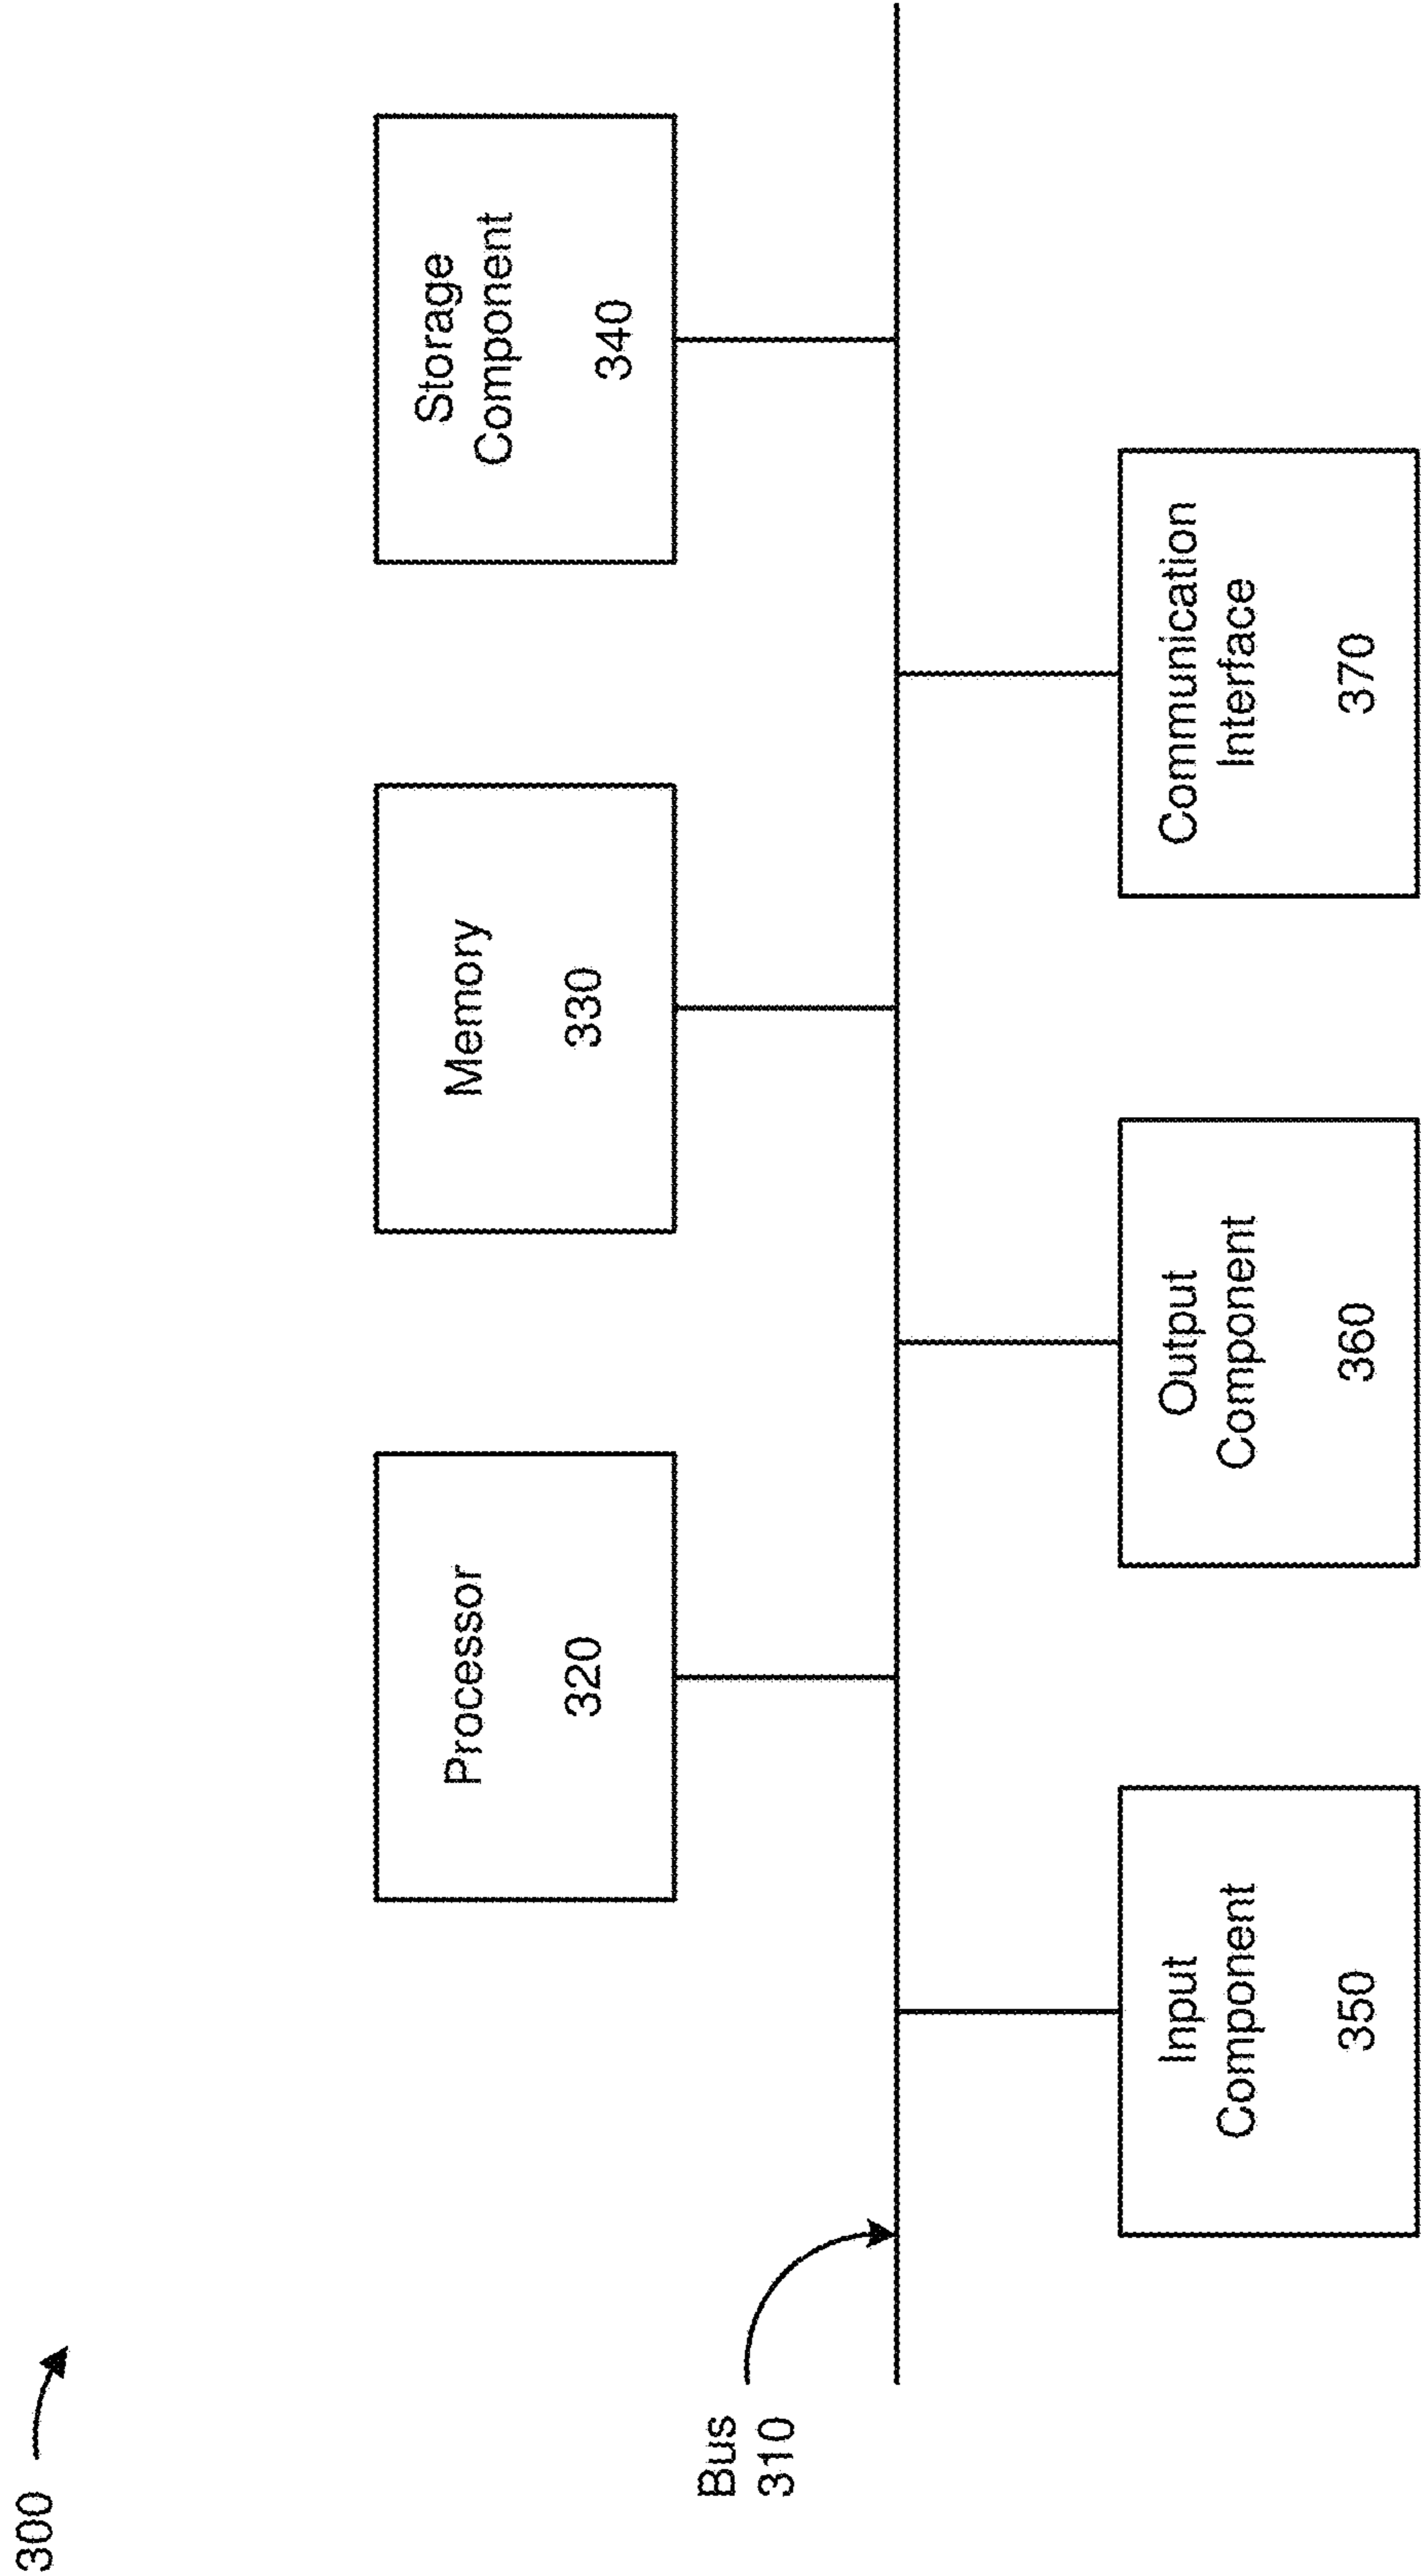 300
Processor
320
Memory
330
Storage
Component
340
Bus
310
Input
Component
350
Output
Component
360
Communication
Interface
370